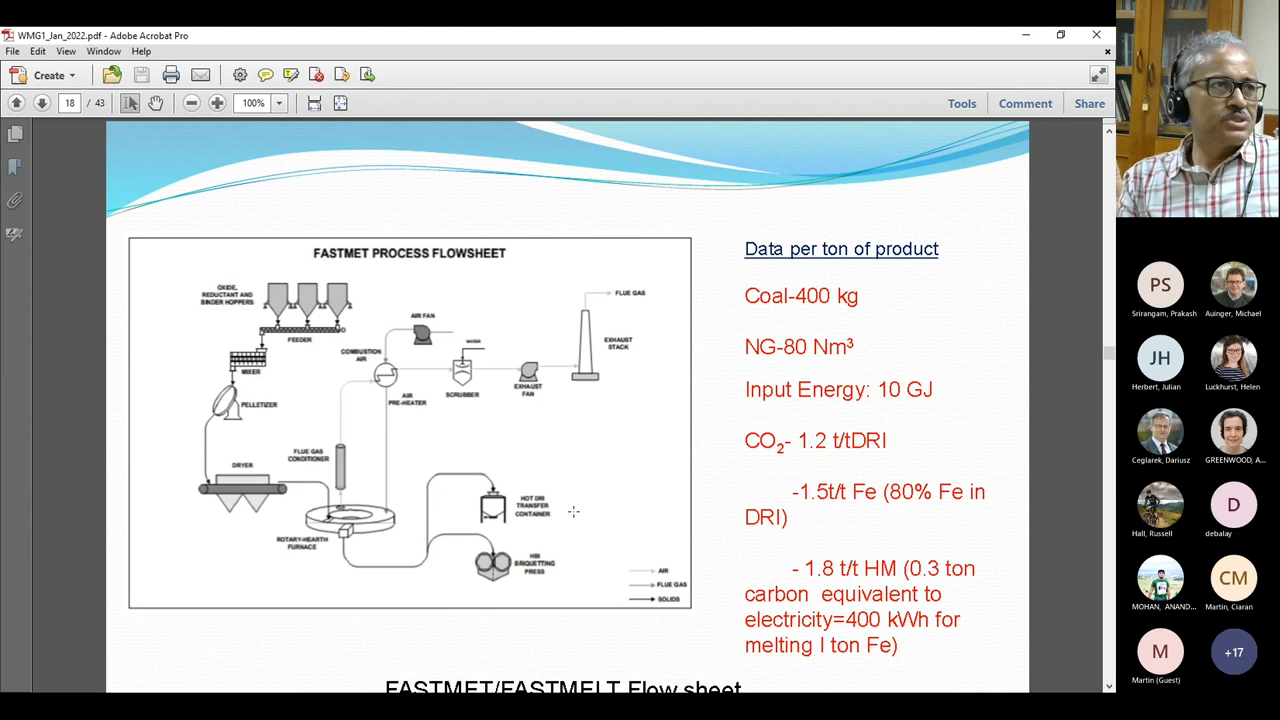 WMG1_Jan_2022.pdf - Adobe Acrobat Pro
File Edit View Window Help
Create
18 / 43
100%
Tools Comment Share
FASTMET PROCESS FLOWSHEET
OXIDE,
REDUCTANT AND
BINDER HOPPERS
FEEDER
MIXER
PELLETIZER
DRYER
ROTARY-HEARTH
FURNACE
FLUE GAS
CONDITIONER
COMBUSTION
AIR
AIR FAN
AIR
PRE-HEATER
WATER
SCRUBBER
EXHAUST
FAN
FLUE GAS
EXHAUST
STACK
HOT DRI
TRANSFER
CONTAINER
HBI
BRIQUETTING
PRESS
AIR
FLUE GAS
SOLIDS
Data per ton of product
Coal-400 kg
NG-80 Nm³
Input Energy: 10 GJ
CO₂- 1.2 t/tDRI
-1.5t/t Fe (80% Fe in
DRI)
- 1.8 t/t HM (0.3 ton
carbon equivalent to
electricity=400 kWh for
melting I ton Fe)
FASTMET/FASTMELT Flow sheet
PS
Sriram, Prakash
Auinger, Michael
JH
Herbert, Julian
Luckhurst, Helen
Ceglarek, Dariusz
GREENWOOD, A...
Hall, Russell
D
debalay
MOHAN, ANAND...
CM
Martin, Ciaran
M
Martin (Guest)
+17